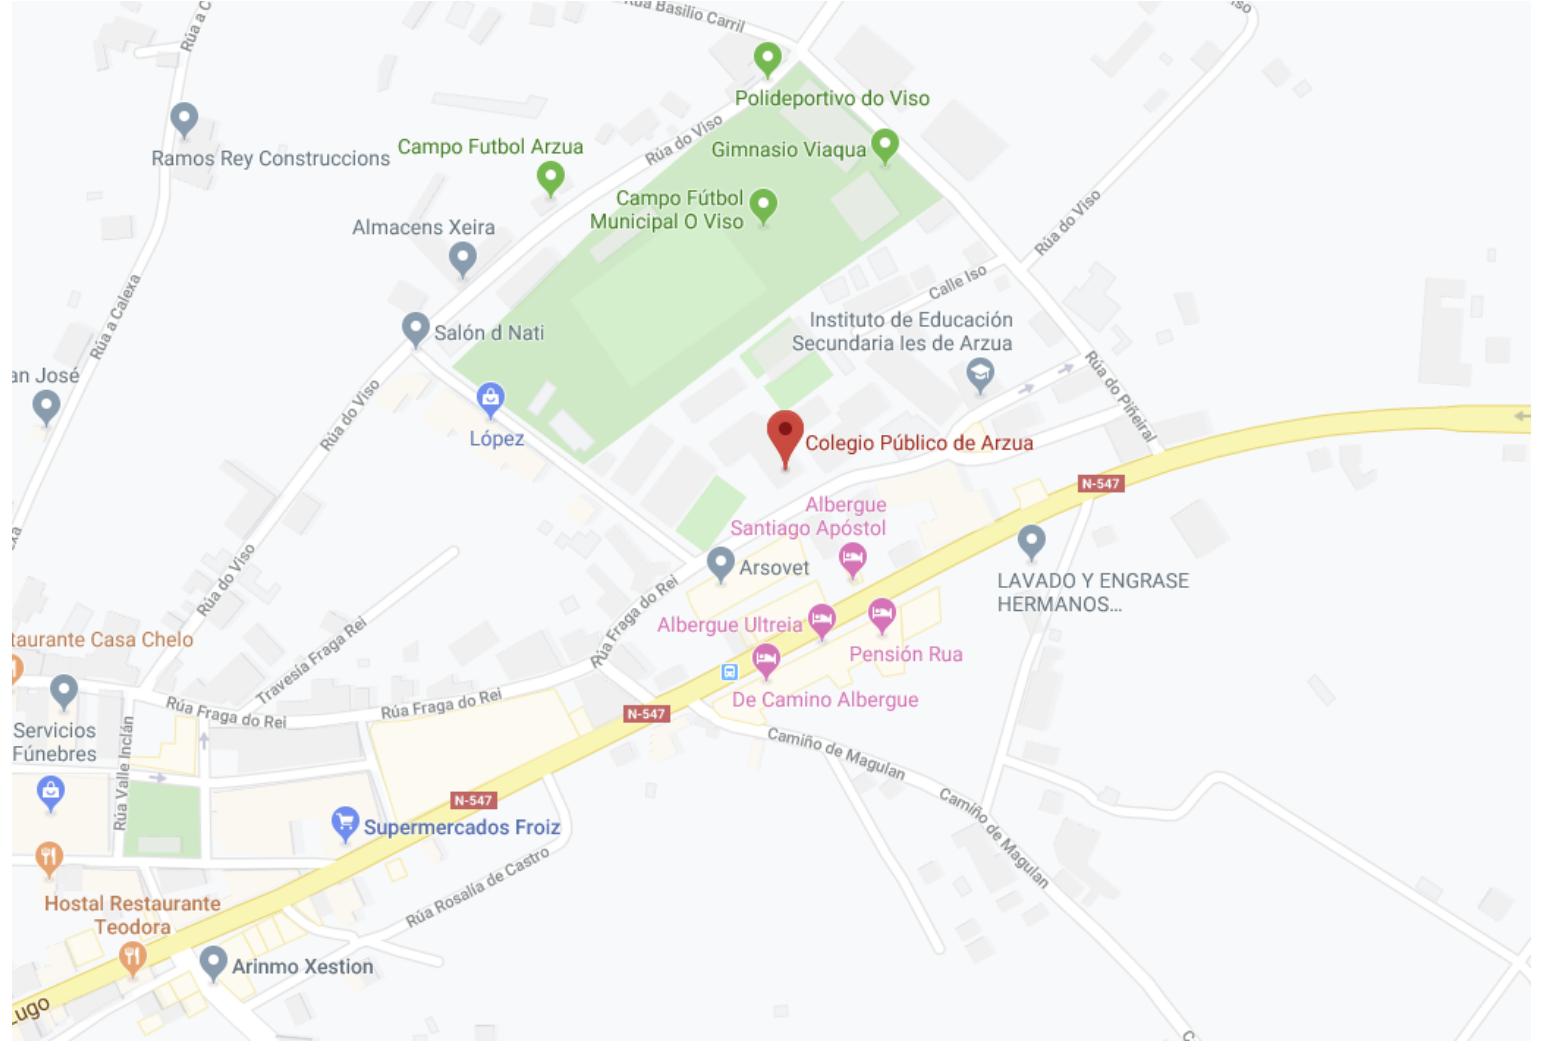 Rúa Basilio Carril
Rúa a C
Iso
Polideportivo do Viso
Rúa do Viso
Ramos Rey Construccions
Campo Futbol Arzua
Gimnasio Viaqua
Campo Fútbol
Municipal O Viso
Almacens Xeira
Rúa do Viso
Calle Iso
Rúa a Calexa
Salón d Nati
Instituto de Educación
Secundaria Ies de Arzua
an José
Rúa do Viso
López
Rúa do Piñeiral
Colegio Público de Arzua
N-547
Albergue
Santiago Apóstol
exa
Rúa do Viso
Arsovet
LAVADO Y ENGRASE
HERMANOS...
Rúa Fraga do Rei
taurante Casa Chelo
Travesía Fraga Rei
Albergue Ultreia
Pensión Rua
De Camino Albergue
Rúa Fraga do Rei
Rúa Fraga do Rei
N-547
Servicios
Fúnebres
Rúa Valle Inclán
Camiño de Magulan
N-547
Supermercados Froiz
Camiño de Magulan
Rúa Rosalía de Castro
Hostal Restaurante
Teodora
Arinmo Xestion
Lugo
C